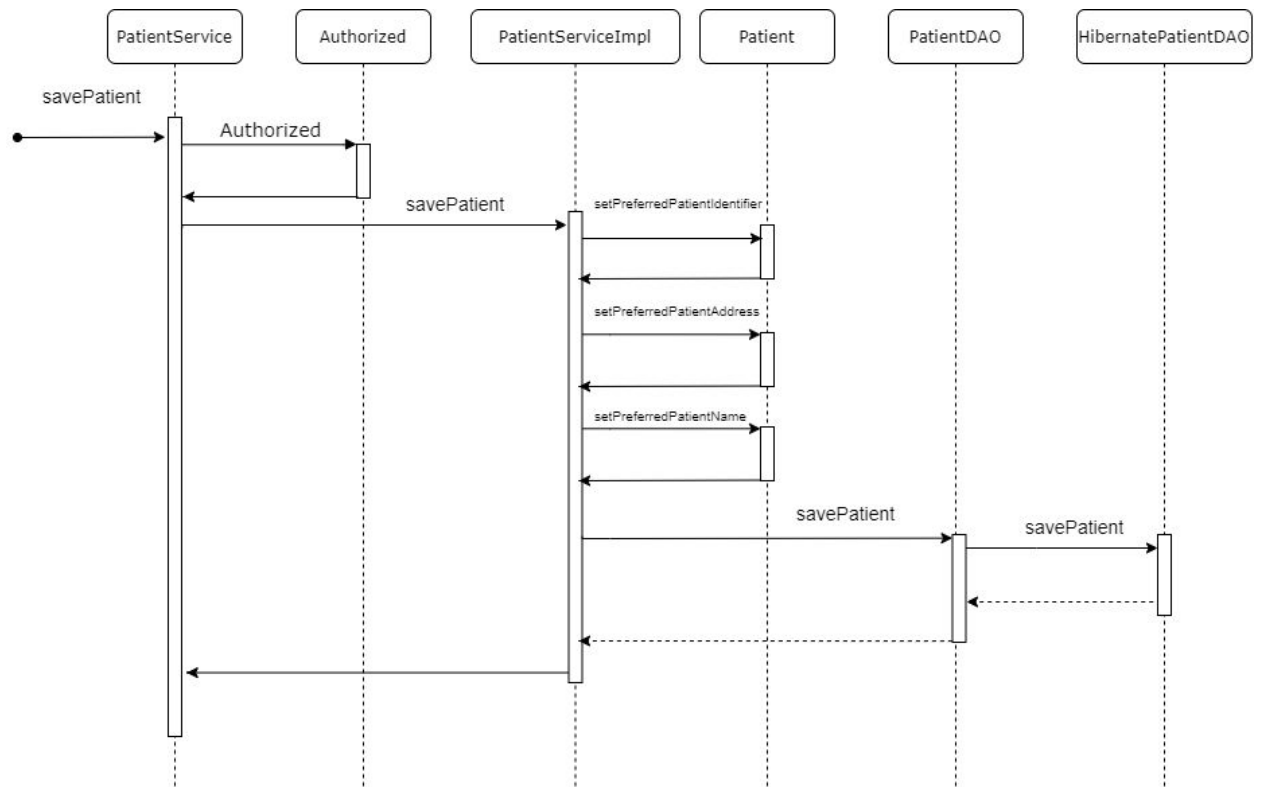 PatientService
Authorized
PatientServiceImpl
Patient
PatientDAO
HibernatePatientDAO
savePatient
Authorized
savePatient
setPreferredPatientIdentifier
setPreferredPatientAddress
setPreferredPatientName
savePatient
savePatient